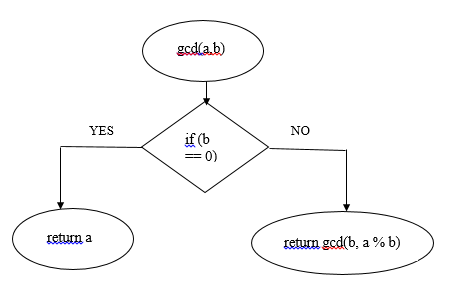 gcd(a,b)
YES
NO
if (b
== 0)
return a
return gcd(b, a % b)